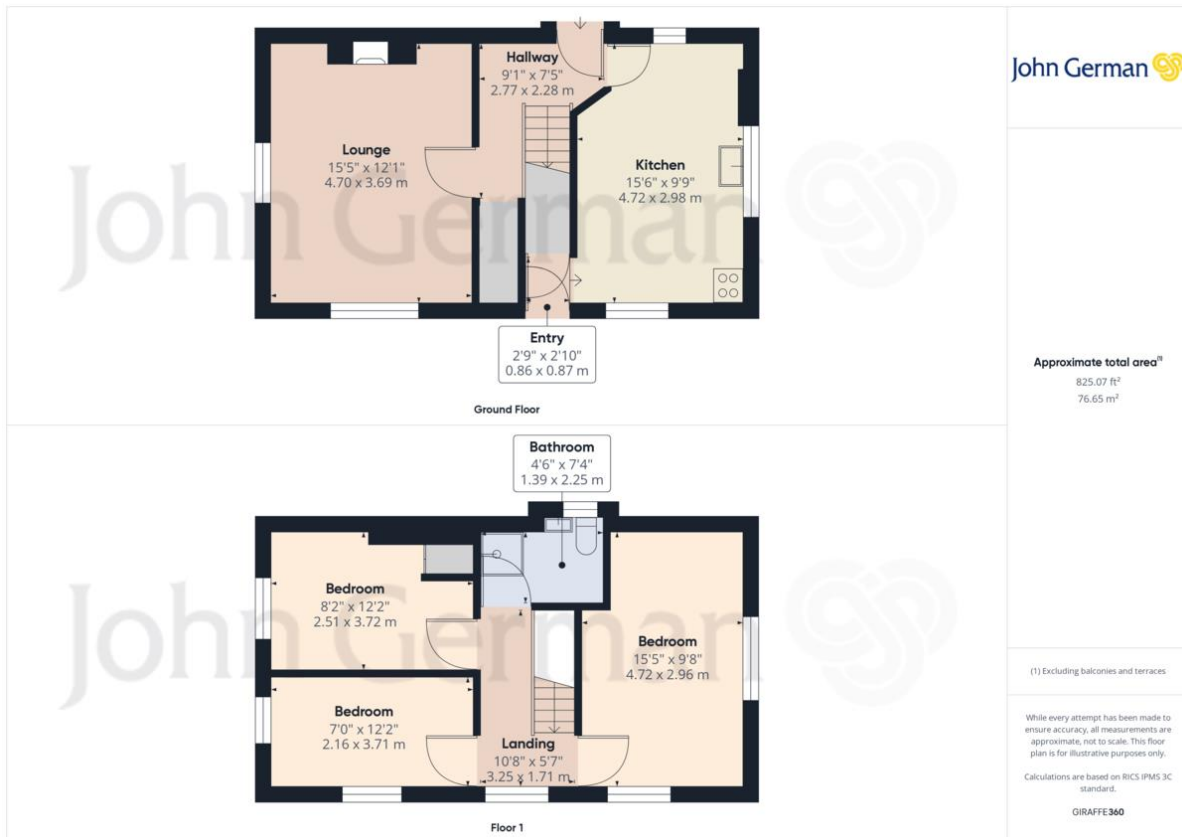 Hallway
9'1" x 7'5"
2.77 x 2.28 m
Lounge
15'5" x 12'1"
4.70 x 3.69 m
Kitchen
15'6" x 9'9"
4.72 x 2.98 m
John German
Entry
2'9" x 2'10"
0.86 x 0.87 m
Ground Floor
Bathroom
4'6" x 7'4"
1.39 x 2.25 m
Bedroom
8'2" x 12'2"
2.51 x 3.72 m
Bedroom
15'5" x 9'8"
4.72 x 2.96 m
John German
Bedroom
7'0" x 12'2"
2.16 x 3.71 m
Landing
10'8" x 5'7"
3.25 x 1.71 m
Floor 1
John German
Approximate total area(1)
825.07 ft²
76.65 m²
(1) Excluding balconies and terraces
While every attempt has been made to
ensure accuracy, all measurements are
approximate, not to scale. This floor
plan is for illustrative purposes only.
Calculations are based on RICS IPMS 3C
standard.
GIRAFFE360